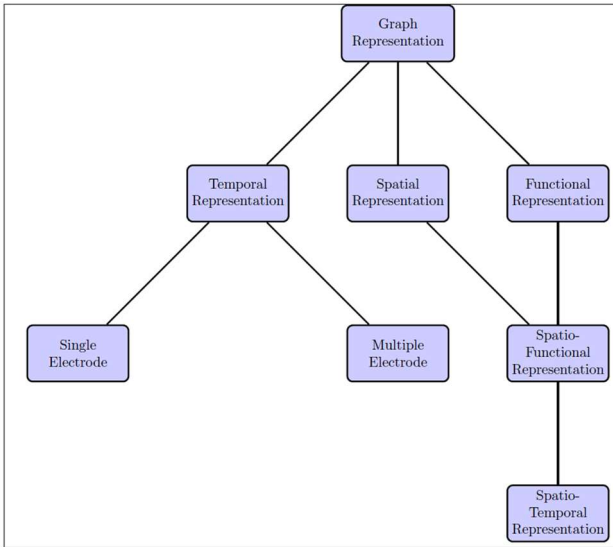 Graph
Representation
Temporal
Representation
Spatial
Representation
Functional
Representation
Single
Electrode
Multiple
Electrode
Spatio-
Functional
Representation
Spatio-
Temporal
Representation